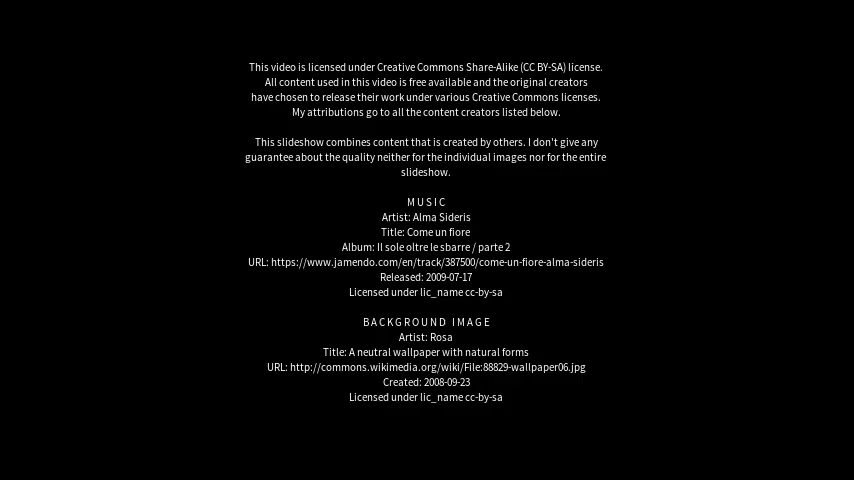 This video is licensed under Creative Commons Share-Alike (CC BY-SA) license.
All content used in this video is free available and the original creators
have chosen to release their work under various Creative Commons licenses.
My attributions go to all the content creators listed below.
This slideshow combines content that is created by others. I don't give any
guarantee about the quality neither for the individual images nor for the entire
slideshow.
MUSIC
Artist: Alma Sideris
Title: Come un fiore
Album: Il sole oltre le sbarre / parte 2
URL: https://www.jamendo.com/en/track/387500/come-un-fiore-alma-sideris
Released: 2009-07-17
Licensed under lic_name cc-by-sa
BACKGROUND IMAGE
Artist: Rosa
Title: A neutral wallpaper with natural forms
URL: http://commons.wikimedia.org/wiki/File:88829-wallpaper06.jpg
Created: 2008-09-23
Licensed under lic_name cc-by-sa